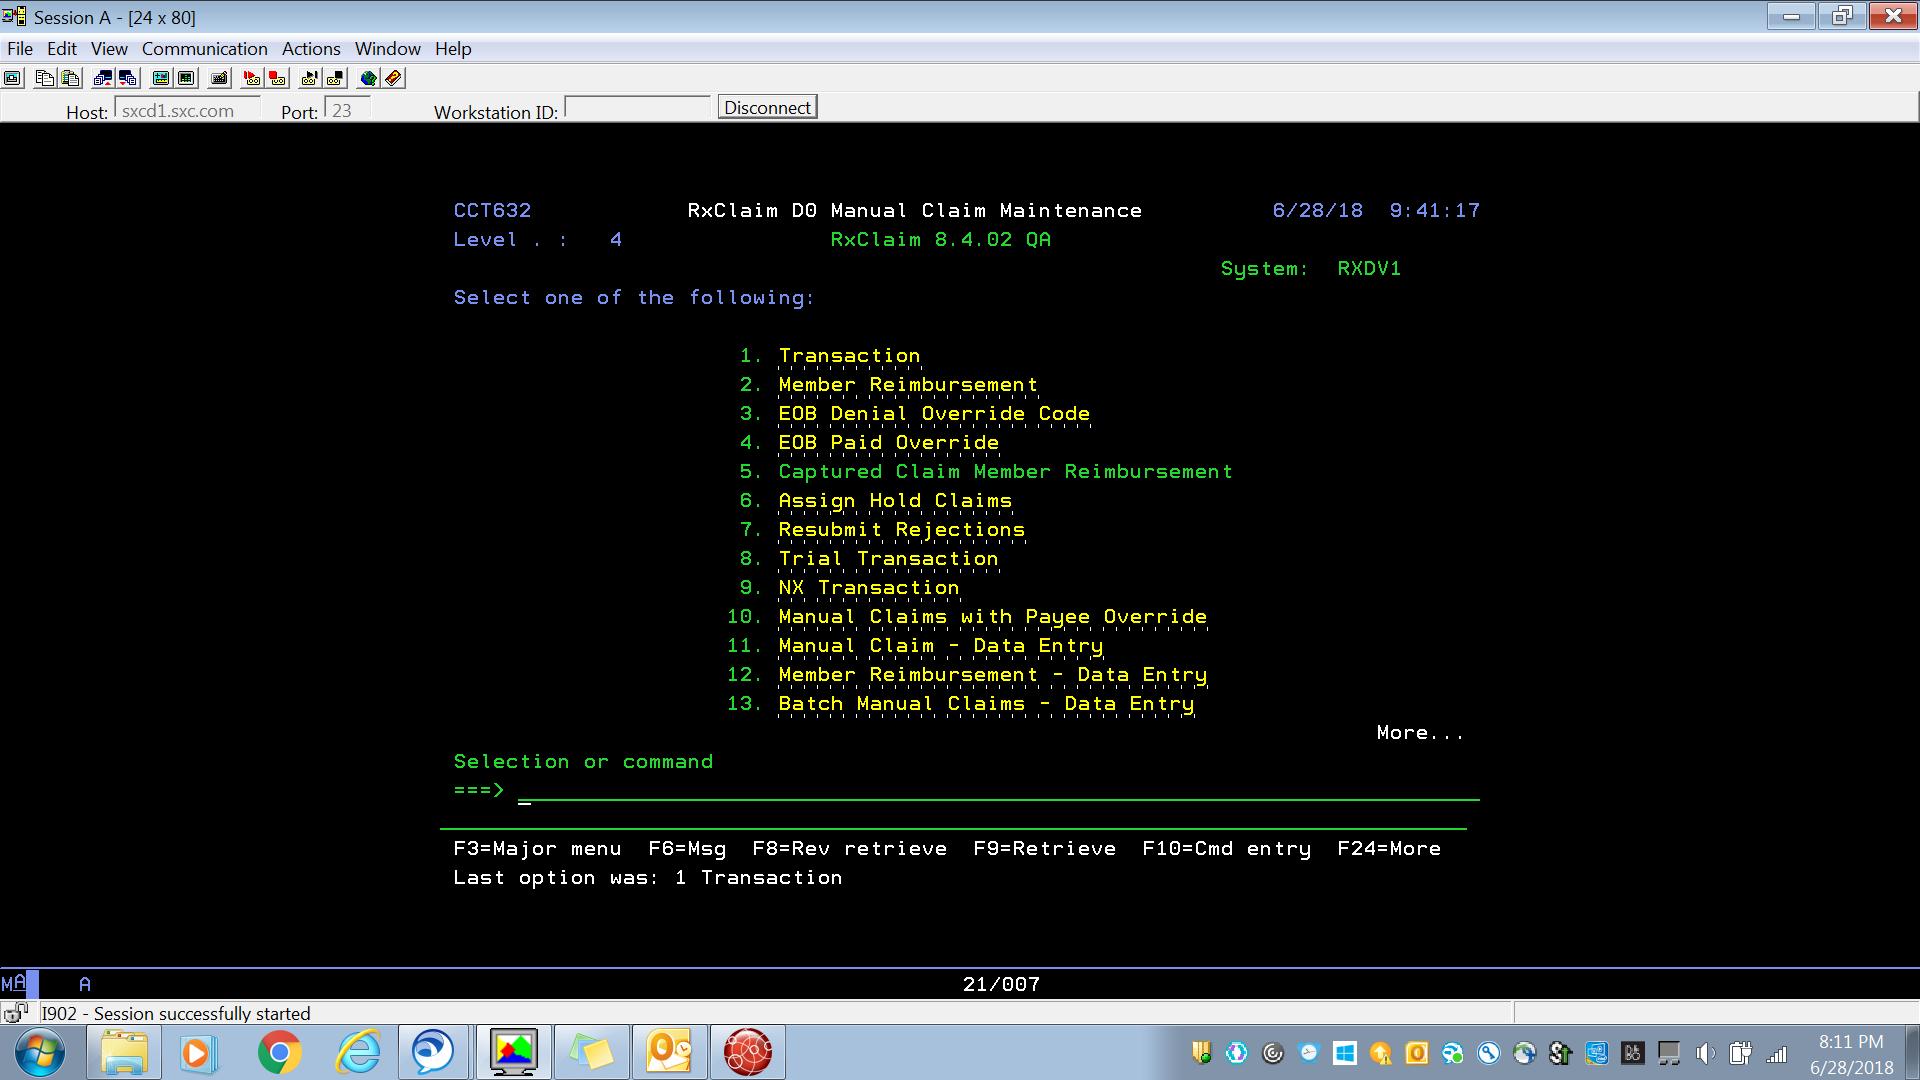 Session A - [24 x 80]
File Edit View Communication Actions Window Help
Host: sxcd1.sxc.com Port: 23 Workstation ID: Disconnect
CCT632 RxClaim D0 Manual Claim Maintenance 6/28/18 9:41:17
Level . : 4 RxClaim 8.4.02 QA
System: RXDV1
Select one of the following:
1. Transaction
2. Member Reimbursement
3. EOB Denial Override Code
4. EOB Paid Override
5. Captured Claim Member Reimbursement
6. Assign Hold Claims
7. Resubmit Rejections
8. Trial Transaction
9. NX Transaction
10. Manual Claims with Payee Override
11. Manual Claim - Data Entry
12. Member Reimbursement - Data Entry
13. Batch Manual Claims - Data Entry
More...
Selection or command
===>
F3=Major menu F6=Msg F8=Rev retrieve F9=Retrieve F10=Cmd entry F24=More
Last option was: 1 Transaction
MA A 21/007
I902 - Session successfully started
8:11 PM
6/28/2018